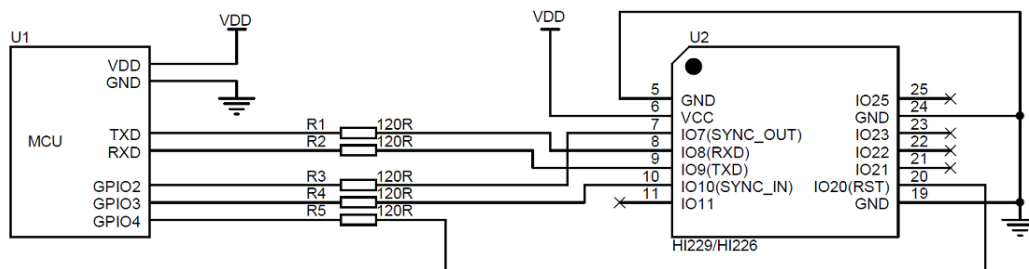 VDD
VDD
U1
U2
VDD
GND
5
GND
IO25
25
6
VCC
GND
24
MCU
TXD
R1
120R
7
IO7(SYNC_OUT)
IO23
23
RXD
R2
120R
8
IO8(RXD)
IO22
22
9
IO9(TXD)
IO21
21
GPIO2
R3
120R
10
IO10(SYNC_IN)
IO20(RST)
20
GPIO3
R4
120R
11
IO11
GND
19
GPIO4
R5
120R
HI229/HI226